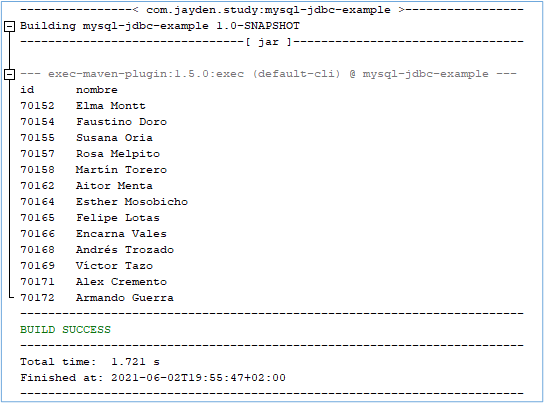 ------------------< com.jayden.study:mysql-jdbc-example >-----------------
Building mysql-jdbc-example 1.0-SNAPSHOT
--------------------------------[ jar ]---------------------------------
--- exec-maven-plugin:1.5.0:exec (default-cli) @ mysql-jdbc-example ---
id      nombre
70152   Elma Montt
70154   Faustino Doro
70155   Susana Oria
70157   Rosa Melpito
70158   Martín Torero
70162   Aitor Menta
70164   Esther Mosobicho
70165   Felipe Lotas
70166   Encarna Vales
70168   Andrés Trozado
70169   Víctor Tazo
70171   Alex Cremento
70172   Armando Guerra
------------------------------------------------------------------------
BUILD SUCCESS
------------------------------------------------------------------------
Total time:  1.721 s
Finished at: 2021-06-02T19:55:47+02:00
------------------------------------------------------------------------